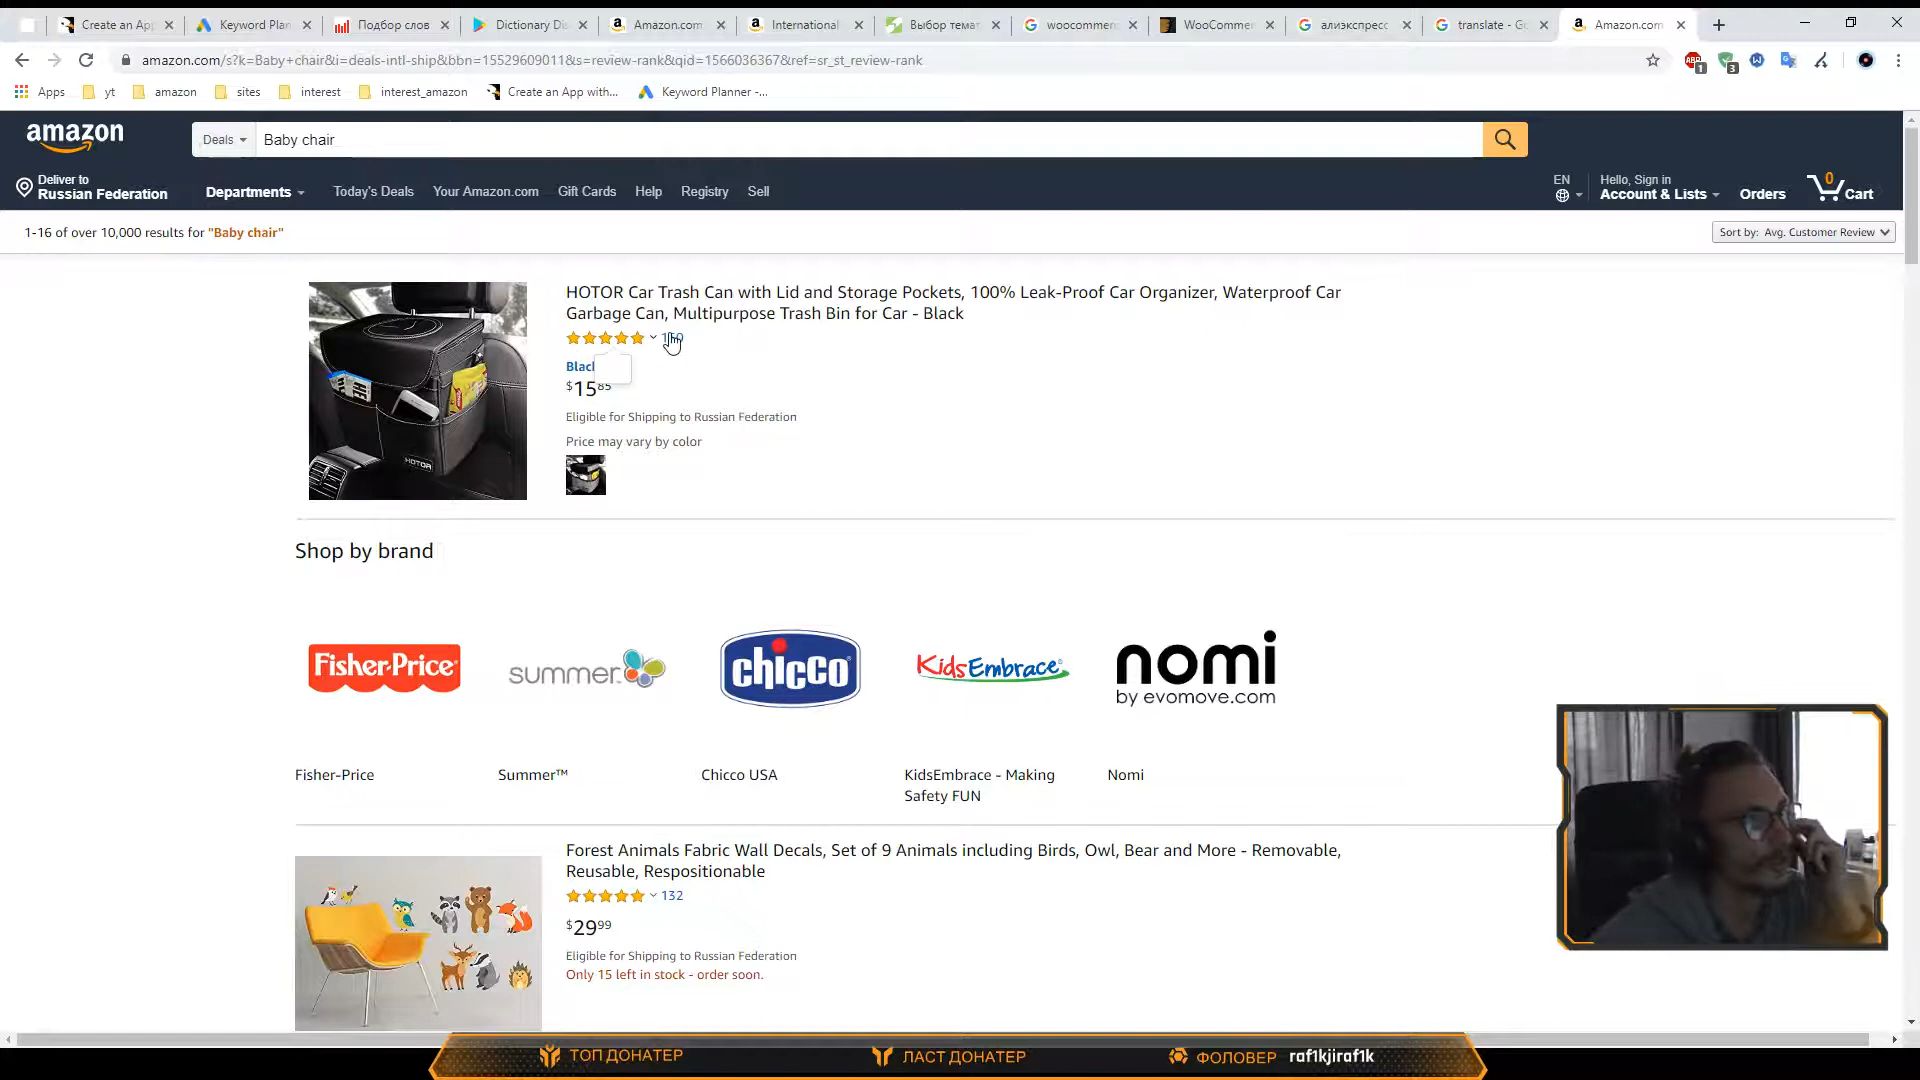 Create an Ap
Keyword Plan
Подбор слов
Dictionary Di
Amazon.com
International
Выбор темат
woocommerc
WooCommer
алиэкспресс
translate - Go
Amazon.com
amazon.com/s?k=Baby+chair&i=deals-intl-ship&bbn=15529609011&s=review-rank&qid=1566036367&ref=sr_st_review-rank
ABP
1
3
Apps
yt
amazon
sites
interest
interest_amazon
Create an App with...
Keyword Planner -...
amazon
Deals
Baby chair
Deliver to
Russian Federation
Departments
Today's Deals
Your Amazon.com
Gift Cards
Help
Registry
Sell
EN
Hello, Sign in
Account & Lists
Orders
0
Cart
1-16 of over 10,000 results for "Baby chair"
Sort by: Avg. Customer Review
HOTOR Car Trash Can with Lid and Storage Pockets, 100% Leak-Proof Car Organizer, Waterproof Car
Garbage Can, Multipurpose Trash Bin for Car - Black
Blac
$15 85
Eligible for Shipping to Russian Federation
Price may vary by color
HOTOR
Shop by brand
Fisher-Price
summer
chicco
KidsEmbrace
nomi
by evomove.com
Fisher-Price
Summer™
Chicco USA
KidsEmbrace - Making
Safety FUN
Nomi
Forest Animals Fabric Wall Decals, Set of 9 Animals including Birds, Owl, Bear and More - Removable,
Reusable, Respositionable
132
$29 99
Eligible for Shipping to Russian Federation
Only 15 left in stock - order soon.
ТОП ДОНАТЕР
ЛАСТ ДОНАТЕР
ФОЛОВЕР raf1kjiraf1k